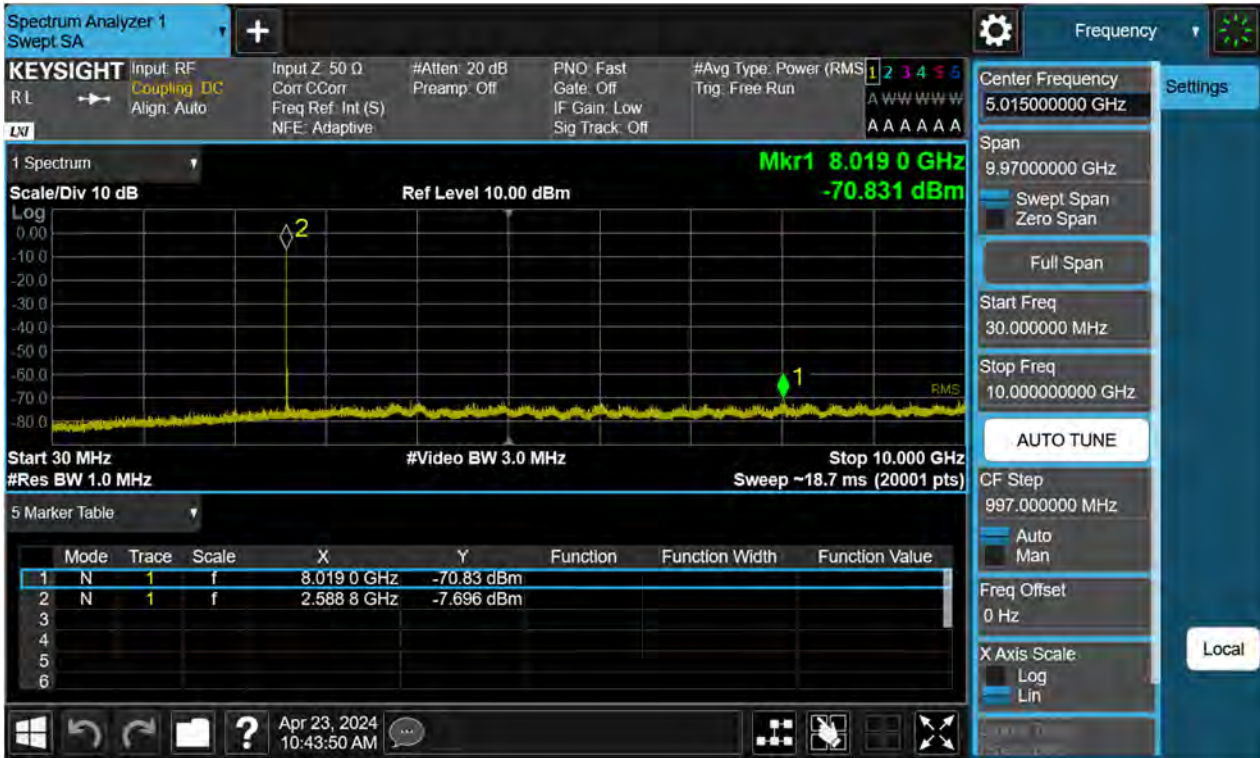 Spectrum Analyzer 1
Swept SA
+
Frequency
KEYSIGHT
R L
LXI
Input: RF
Coupling: DC
Align: Auto
Input Z: 50 Ω
Corr CCorr
Freq Ref: Int (S)
NFE: Adaptive
#Atten: 20 dB
Preamp: Off
PNO: Fast
Gate: Off
IF Gain: Low
Sig Track: Off
#Avg Type: Power (RMS
Trig: Free Run
1 2 3 4 5 6
A W W W W W
A A A A A A
1 Spectrum
Scale/Div 10 dB
Ref Level 10.00 dBm
Mkr1 8.019 0 GHz
-70.831 dBm
Log
0.00
-10.0
-20.0
-30.0
-40.0
-50.0
-60.0
-70.0
-80.0
2
1
RMS
Start 30 MHz
#Video BW 3.0 MHz
Stop 10.000 GHz
#Res BW 1.0 MHz
Sweep ~18.7 ms (20001 pts)
5 Marker Table
Mode Trace Scale X Y Function Function Width Function Value
1 N 1 f 8.019 0 GHz -70.83 dBm
2 N 1 f 2.588 8 GHz -7.696 dBm
3
4
5
6
Center Frequency
5.015000000 GHz
Settings
Span
9.97000000 GHz
Swept Span
Zero Span
Full Span
Start Freq
30.000000 MHz
Stop Freq
10.000000000 GHz
AUTO TUNE
CF Step
997.000000 MHz
Auto
Man
Freq Offset
0 Hz
X Axis Scale
Log
Lin
Local
?
Apr 23, 2024
10:43:50 AM